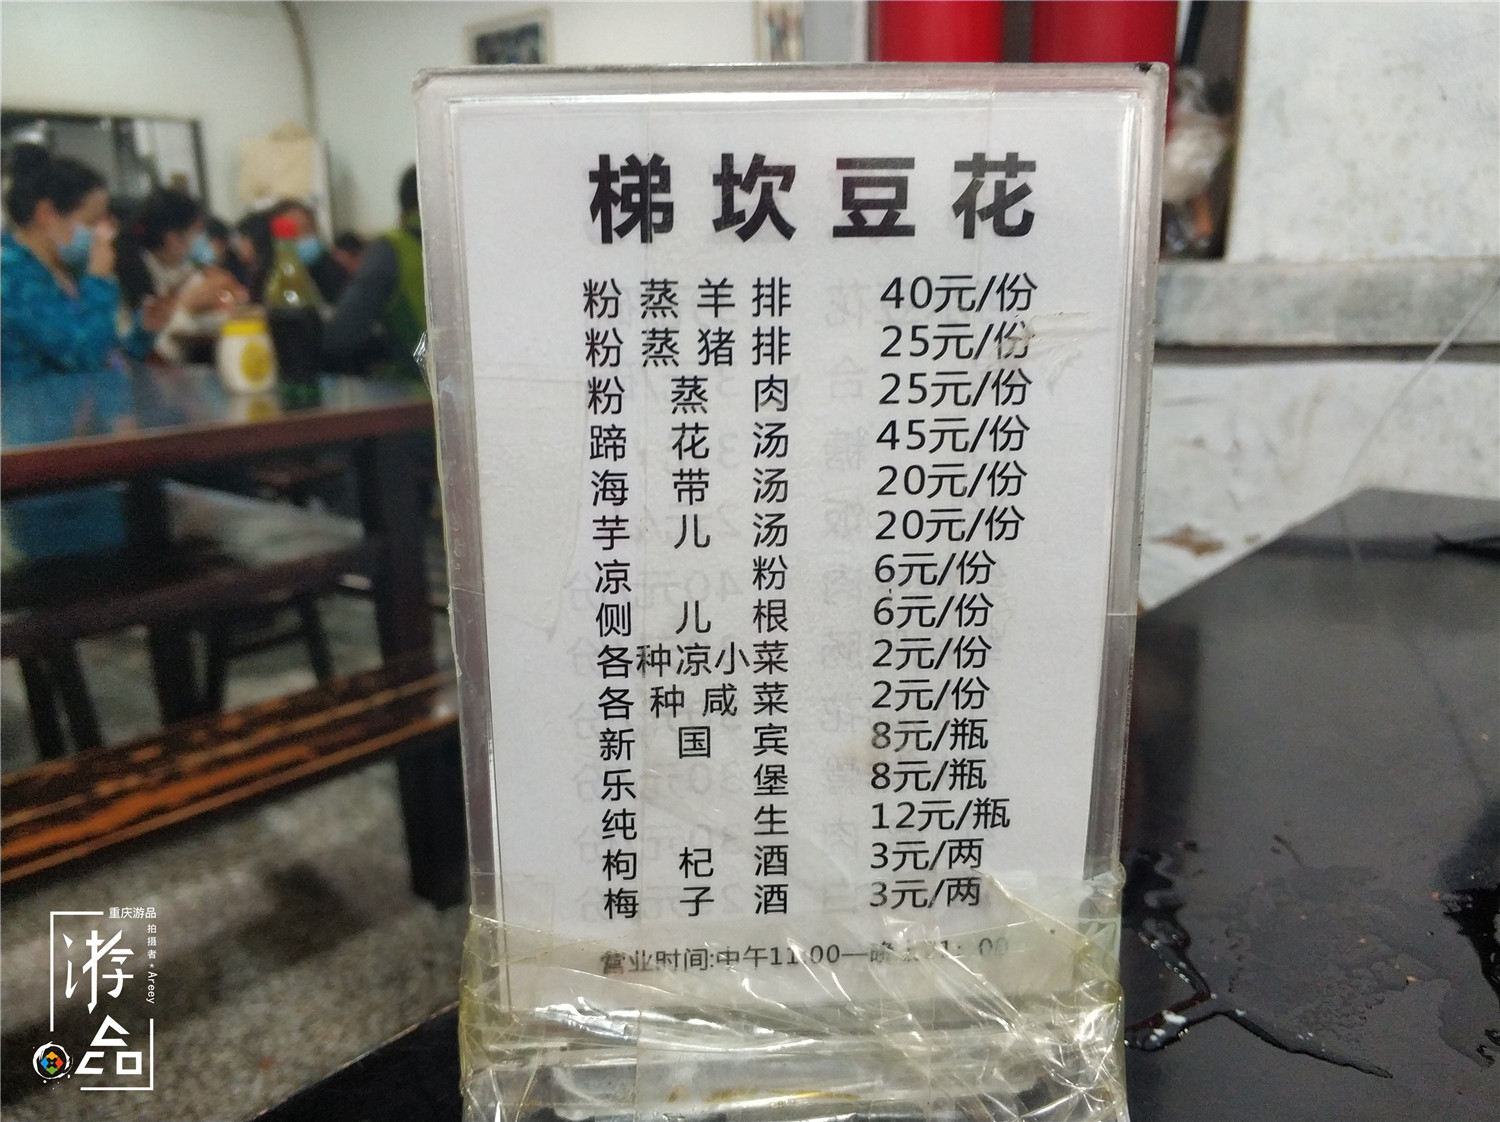 梯坎豆花
粉蒸羊排 40元/份
粉蒸猪排 25元/份
粉蒸肉 25元/份
蹄花汤 45元/份
海带汤 20元/份
芋儿汤 20元/份
凉粉 6元/份
侧儿根 6元/份
各种凉小菜 2元/份
各种咸菜 2元/份
新国宾 8元/瓶
乐堡 8元/瓶
纯生 12元/瓶
枸杞酒 3元/两
梅子酒 3元/两
营业时间:中午11:00—晚
重庆游品
拍摄者·Areey
游品